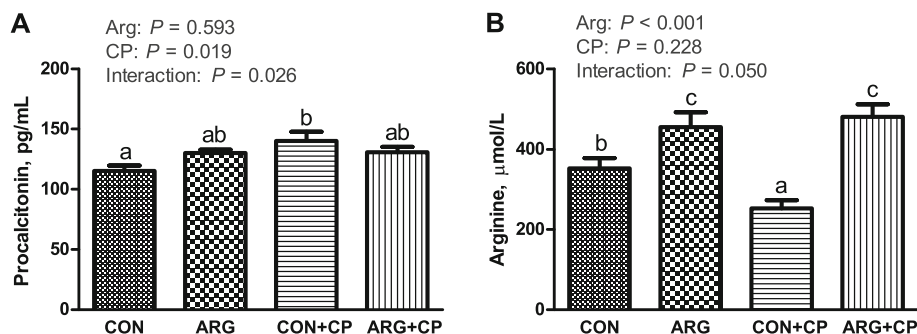 A
Arg: P = 0.593
CP: P = 0.019
Interaction: P = 0.026
Procalcitonin, pg/mL
200
150
100
50
0
a
ab
b
ab
CON
ARG
CON+CP
ARG+CP
B
Arg: P < 0.001
CP: P = 0.228
Interaction: P = 0.050
Arginine, μmol/L
600
400
200
0
b
c
a
c
CON
ARG
CON+CP
ARG+CP